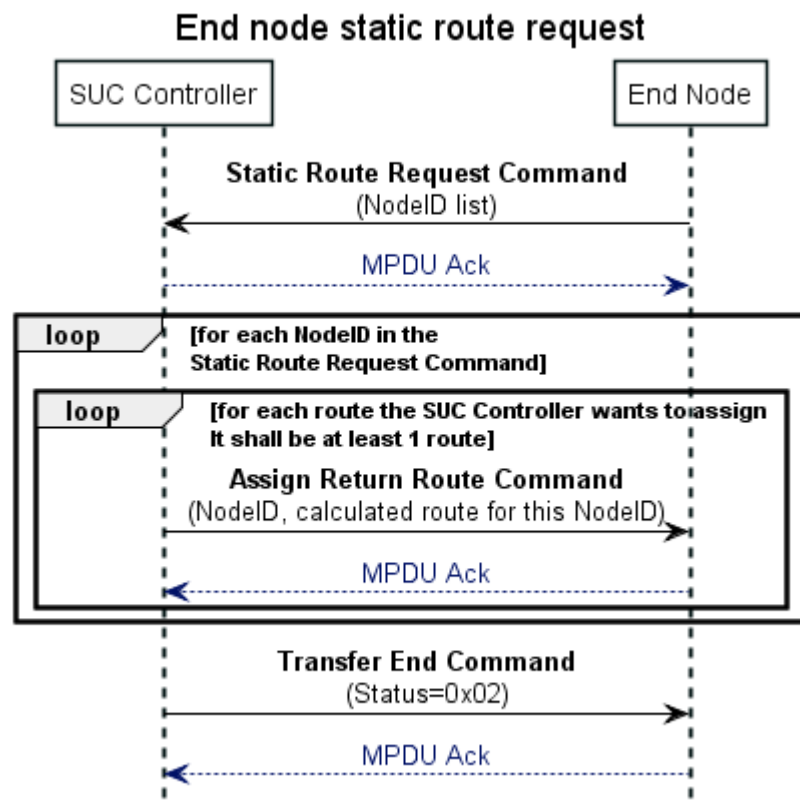 End node static route request
SUC Controller
End Node
Static Route Request Command
(NodeID list)
MPDU Ack
loop
[for each NodeID in the
Static Route Request Command]
loop
[for each route the SUC Controller wants to assign
It shall be at least 1 route]
Assign Return Route Command
(NodeID, calculated route for this NodeID)
MPDU Ack
Transfer End Command
(Status=0x02)
MPDU Ack